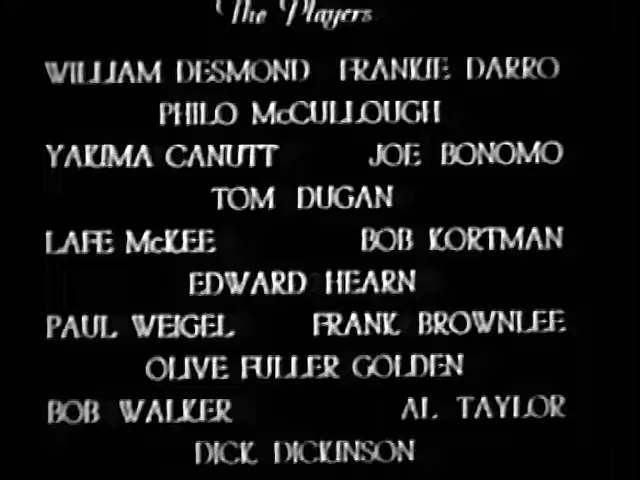 The Players
WILLIAM DESMOND FRANKIE DARRO
PHILO McCULLOUGH
YAKIMA CANUTT JOE BONOMO
TOM DUGAN
LAFE McKEE BOB KORTMAN
EDWARD HEARN
PAUL WEIGEL FRANK BROWNLEE
OLIVE FULLER GOLDEN
BOB WALKER AL TAYLOR
DICK DICKINSON